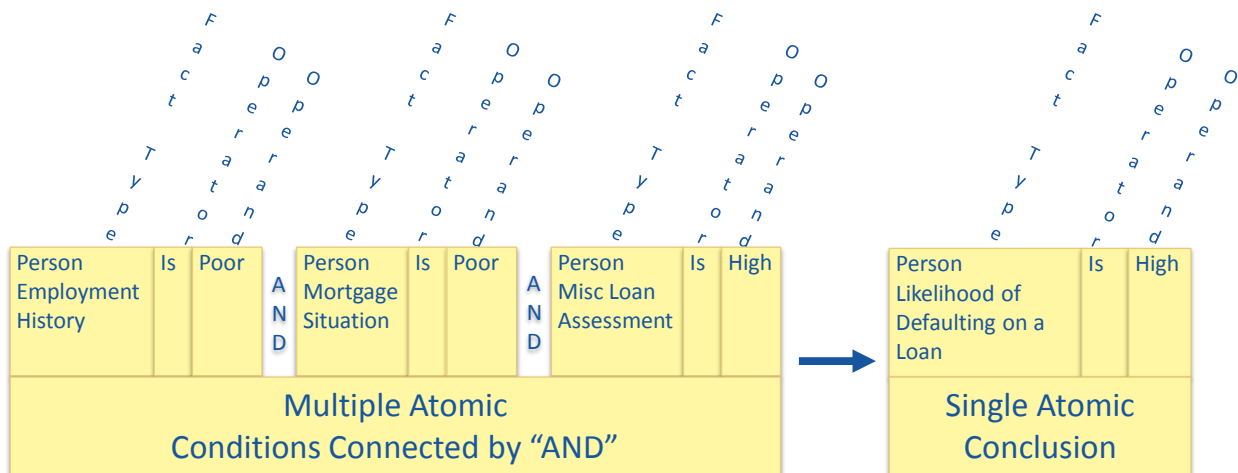 Fact Type
Operator
Operand
Fact Type
Operator
Operand
Fact Type
Operator
Operand
Fact Type
Operator
Operand
Person
Employment
History
Is
Poor
AND
Person
Mortgage
Situation
Is
Poor
AND
Person
Misc Loan
Assessment
Is
High
Person
Likelihood of
Defaulting on a
Loan
Is
High
Multiple Atomic
Conditions Connected by “AND”
Single Atomic
Conclusion